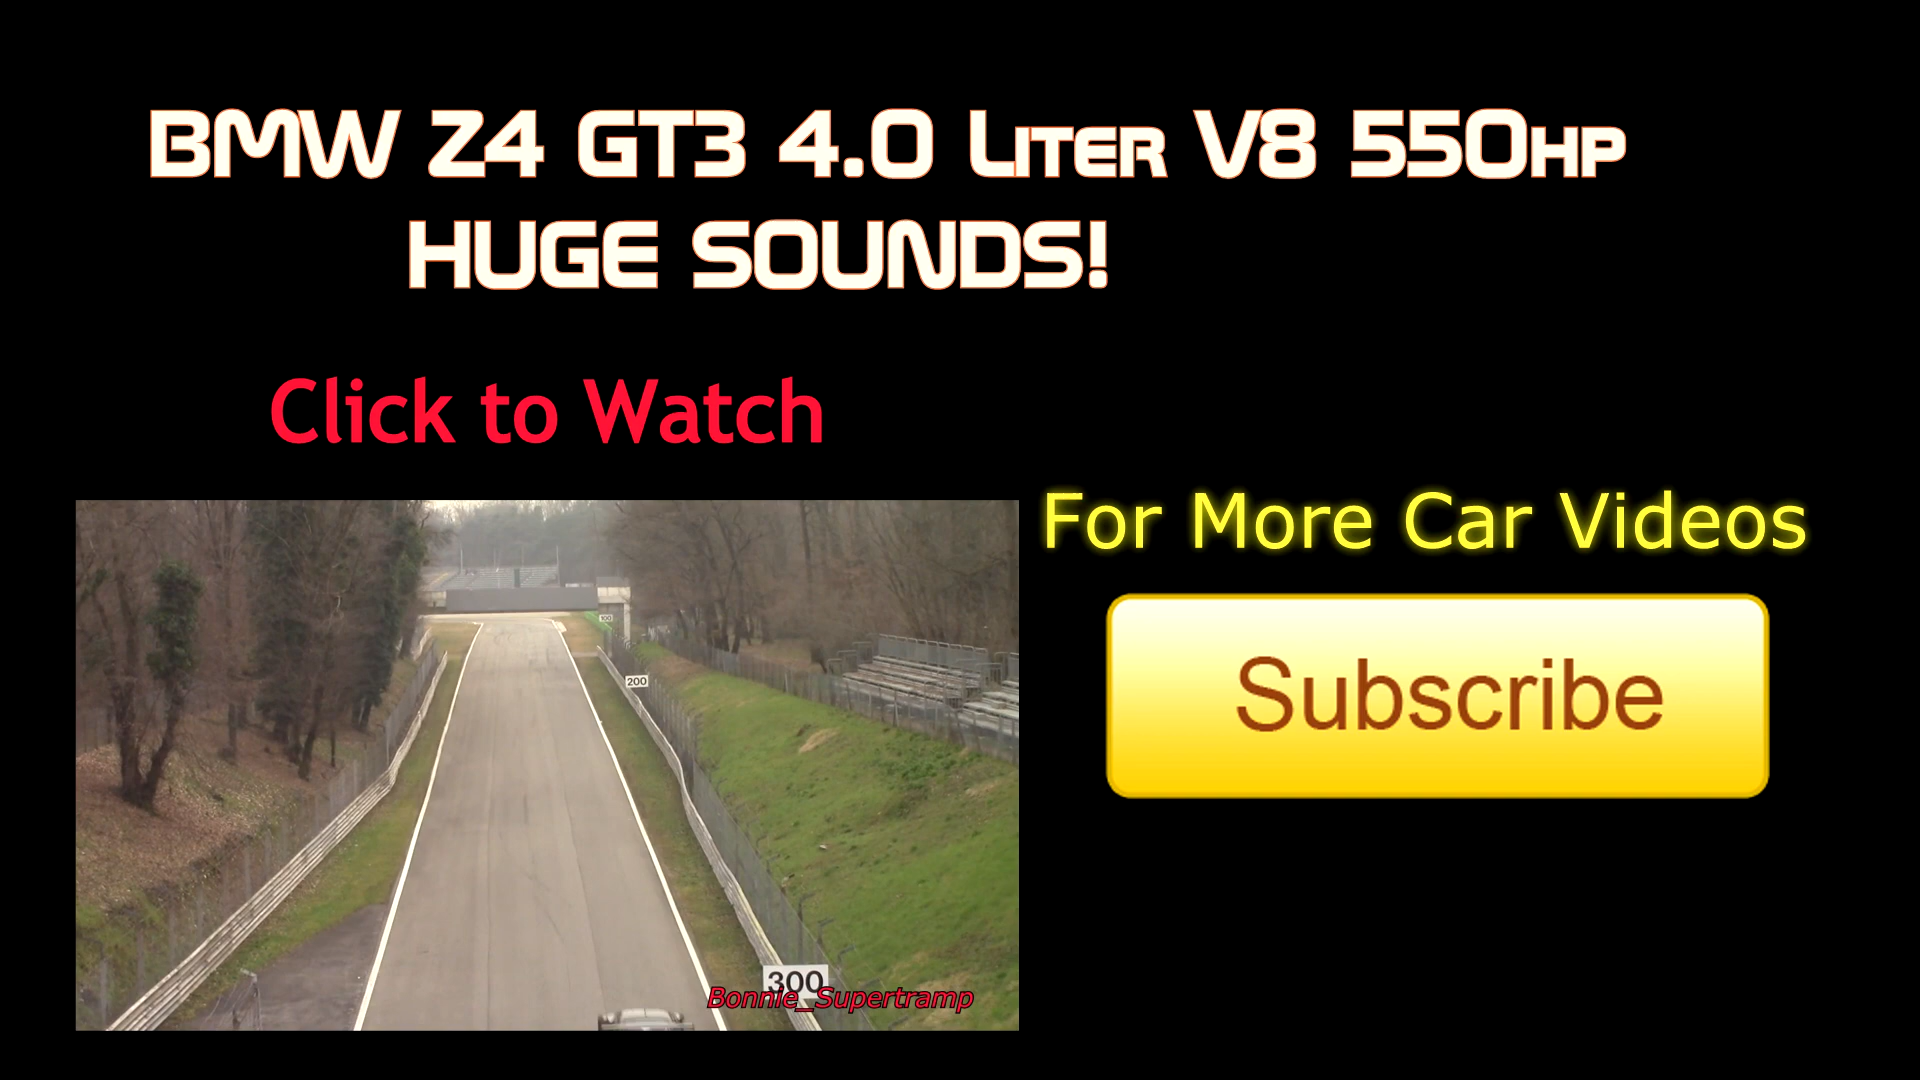 BMW Z4 GT3 4.0 Liter V8 550hp
HUGE SOUNDS!
Click to Watch
For More Car Videos
Subscribe
100
200
300
Bonnie_Supertramp